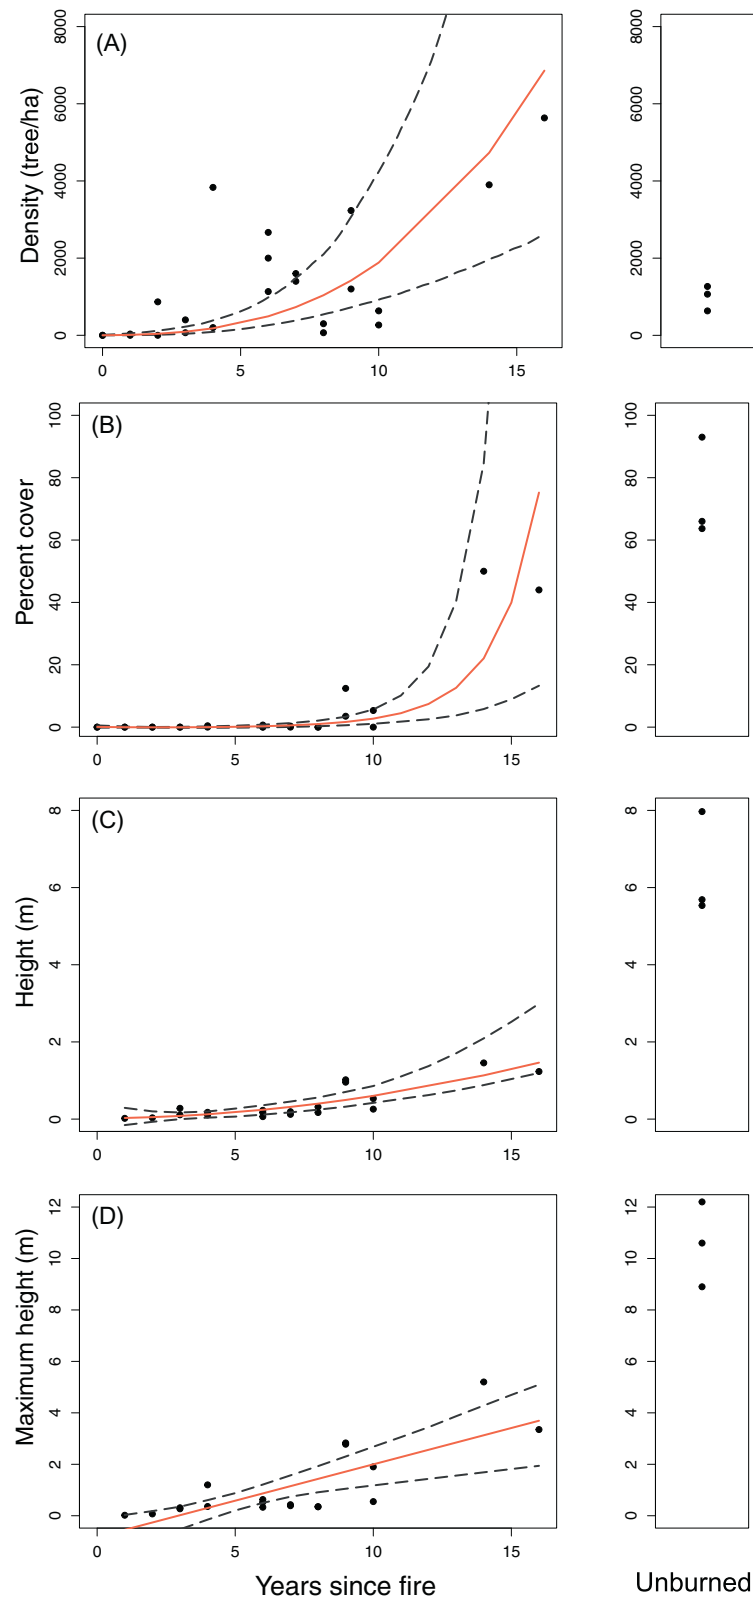 (A)
Density (tree/ha)
0 2000 4000 6000 8000
0 5 10 15
0 2000 4000 6000 8000
(B)
Percent cover
0 20 40 60 80 100
0 5 10 15
0 20 40 60 80 100
(C)
Height (m)
0 2 4 6 8
0 5 10 15
0 2 4 6 8
(D)
Maximum height (m)
0 2 4 6 8 10 12
0 5 10 15
0 2 4 6 8 10 12
Years since fire
Unburned